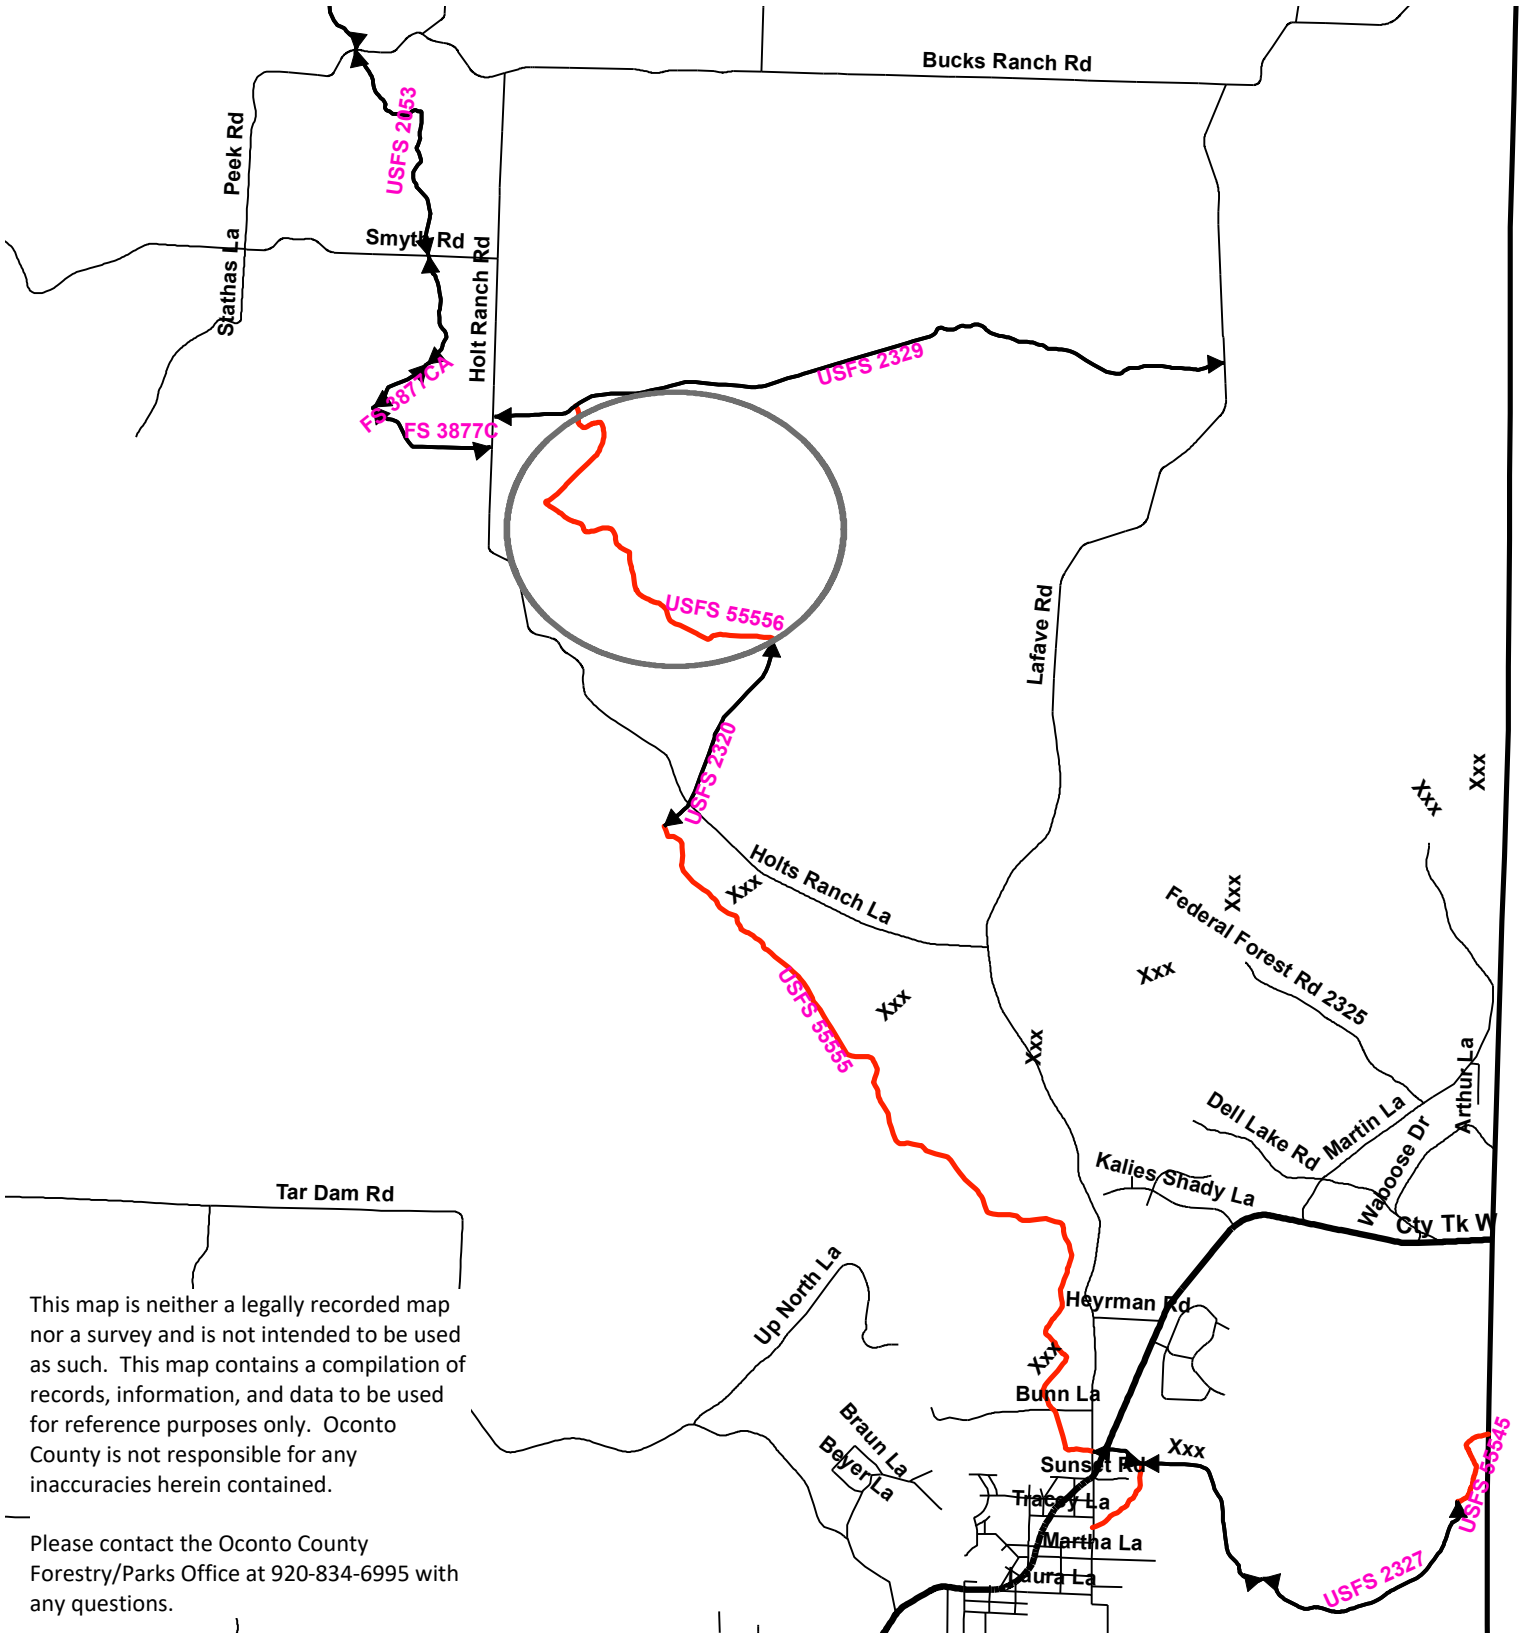 Bucks Ranch Rd
USFS 2053
Peek Rd
Smyth Rd
Stathas La
Holt Ranch Rd
USFS 2329
FS 3877CA
FS 3877C
USFS 55556
Lafave Rd
USFS 2320
Xxx
Xxx
Holts Ranch La
Xxx
Xxx
Federal Forest Rd 2325
Xxx
USFS 55555
Xxx
Xxx
Arthur La
Dell Lake Rd
Martin La
Waboose Dr
Kalies Shady La
Tar Dam Rd
Cty Tk W
Up North La
Heyrman Rd
This map is neither a legally recorded map
nor a survey and is not intended to be used
as such. This map contains a compilation of
records, information, and data to be used
for reference purposes only. Oconto
County is not responsible for any
inaccuracies herein contained.
Xxx
Bunn La
Braun La
Beyer La
Xxx
Sunset Rd
USFS 55545
Tracey La
Please contact the Oconto County
Forestry/Parks Office at 920-834-6995 with
any questions.
Martha La
Laura La
USFS 2327